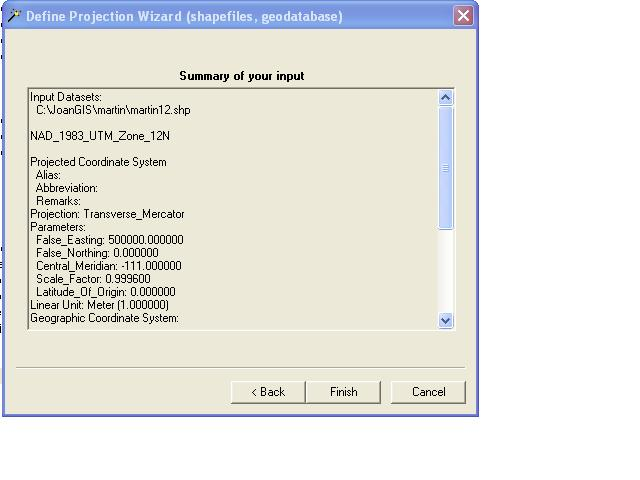 Define Projection Wizard (shapefiles, geodatabase)
Summary of your input
Input Datasets:
C:\JoanGIS\martin\martin12.shp
NAD_1983_UTM_Zone_12N
Projected Coordinate System
Alias:
Abbreviation:
Remarks:
Projection: Transverse_Mercator
Parameters:
False_Easting: 500000.000000
False_Northing: 0.000000
Central_Meridian: -111.000000
Scale_Factor: 0.999600
Latitude_Of_Origin: 0.000000
Linear Unit: Meter (1.000000)
Geographic Coordinate System:
< Back Finish Cancel